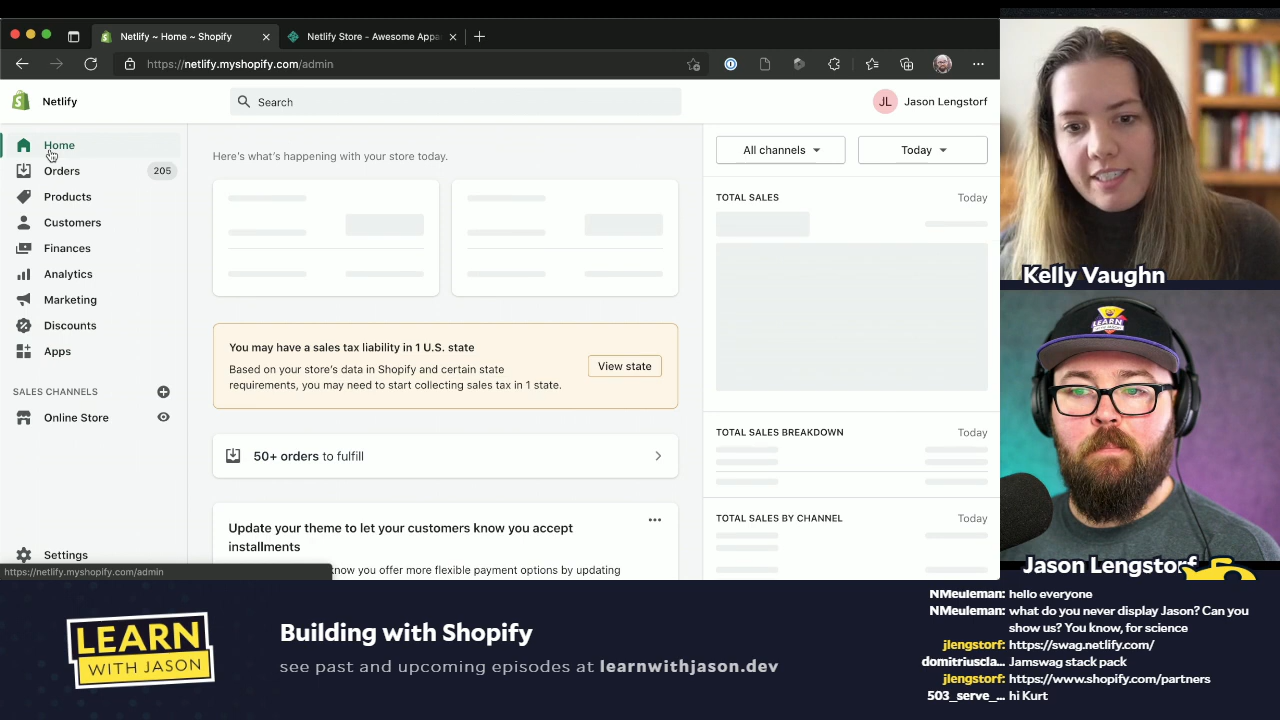 Netlify ~ Home ~ Shopify
Netlify Store - Awesome Appa
https://netlify.myshopify.com/admin
Netlify
Search
JL
Jason Lengstorf
Home
Orders
205
Products
Customers
Finances
Analytics
Marketing
Discounts
Apps
SALES CHANNELS
Online Store
Settings
https://netlify.myshopify.com/admin
Here's what's happening with your store today.
You may have a sales tax liability in 1 U.S. state
Based on your store's data in Shopify and certain state
requirements, you may need to start collecting sales tax in 1 state.
View state
50+ orders to fulfill
Update your theme to let your customers know you accept
installments
know you offer more flexible payment options by updating
All channels
Today
TOTAL SALES
Today
TOTAL SALES BREAKDOWN
Today
TOTAL SALES BY CHANNEL
Today
Kelly Vaughn
LEARN
WITH JASON
Jason Lengstorf
LEARN
WITH JASON
Building with Shopify
see past and upcoming episodes at learnwithjason.dev
NMeuleman: hello everyone
NMeuleman: what do you never display Jason? Can you
show us? You know, for science
jlengstorf: https://swag.netlify.com/
domitriuscla... Jamswag stack pack
jlengstorf: https://www.shopify.com/partners
503_serve_... hi Kurt